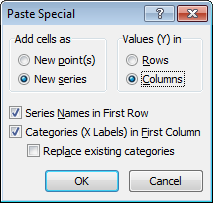 Paste Special
Add cells as
New point(s)
New series
Values (Y) in
Rows
Columns
Series Names in First Row
Categories (X Labels) in First Column
Replace existing categories
OK
Cancel